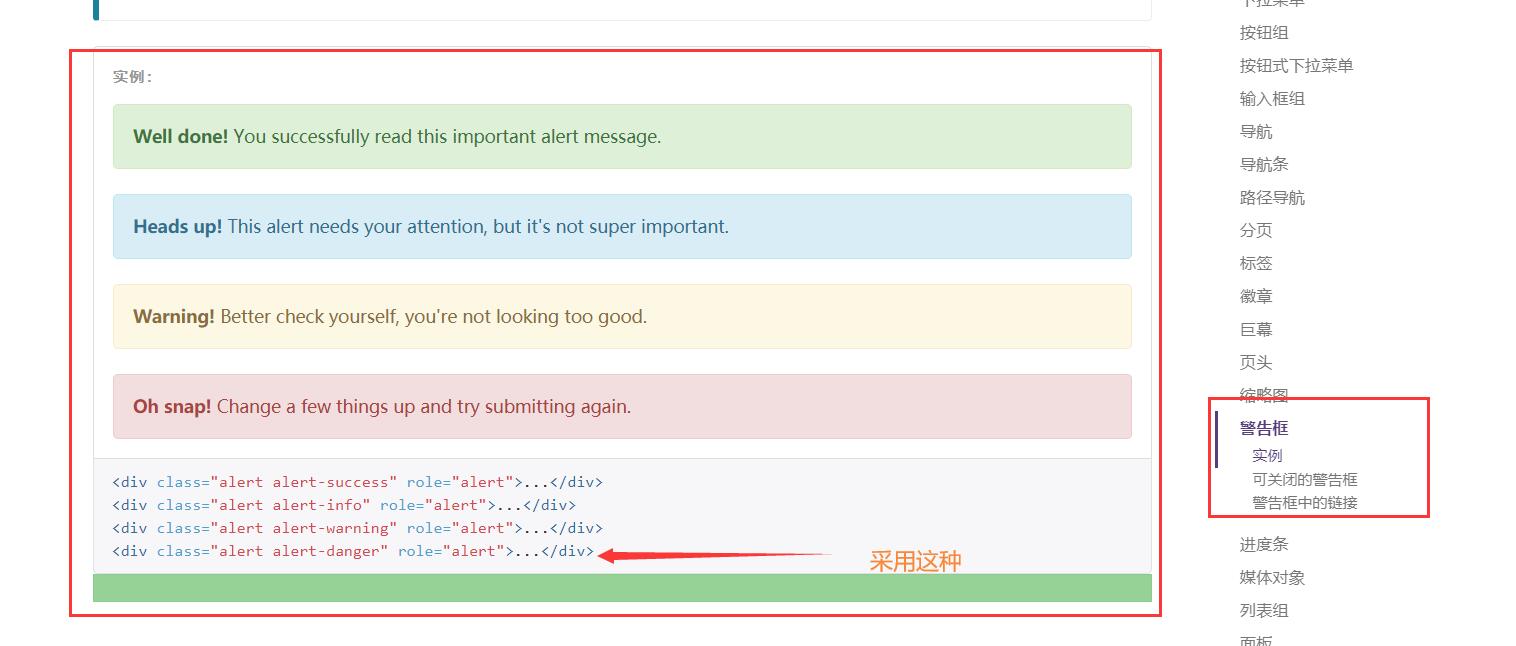 实例：
Well done! You successfully read this important alert message.
Heads up! This alert needs your attention, but it's not super important.
Warning! Better check yourself, you're not looking too good.
Oh snap! Change a few things up and try submitting again.
<div class="alert alert-success" role="alert">...</div>
<div class="alert alert-info" role="alert">...</div>
<div class="alert alert-warning" role="alert">...</div>
<div class="alert alert-danger" role="alert">...</div>
采用这种
下拉菜单
按钮组
按钮式下拉菜单
输入框组
导航
导航条
路径导航
分页
标签
徽章
巨幕
页头
缩略图
警告框
实例
可关闭的警告框
警告框中的链接
进度条
媒体对象
列表组
面板